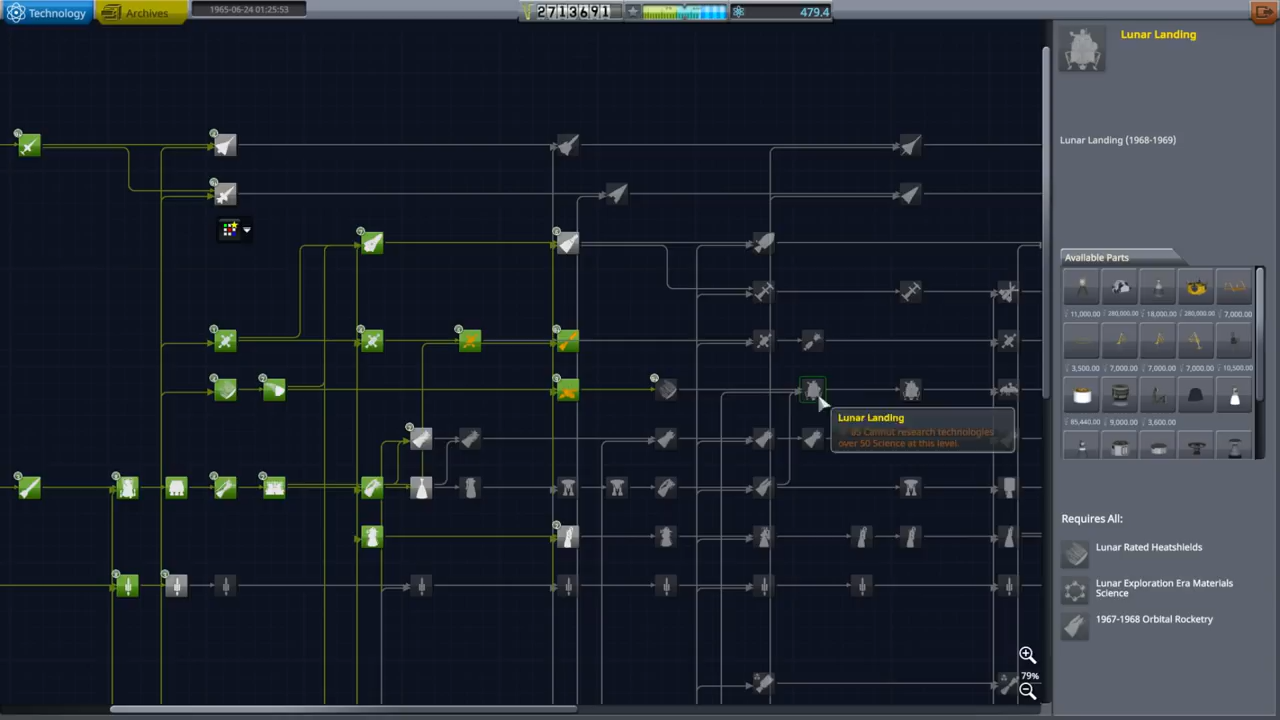 Technology
Archives
1965-06-24 01:25:53
2713691
479.4
Lunar Landing
Lunar Landing (1968-1969)
Available Parts
11,000.00
280,000.00
18,000.00
280,000.00
7,000.00
3,500.00
7,000.00
7,000.00
7,000.00
10,500.00
65,440.00
9,000.00
3,600.00
Lunar Landing
95 Cannot research technologies
over 50 Science at this level.
Requires All:
Lunar Rated Heatshields
Lunar Exploration Era Materials
Science
1967-1968 Orbital Rocketry
79%